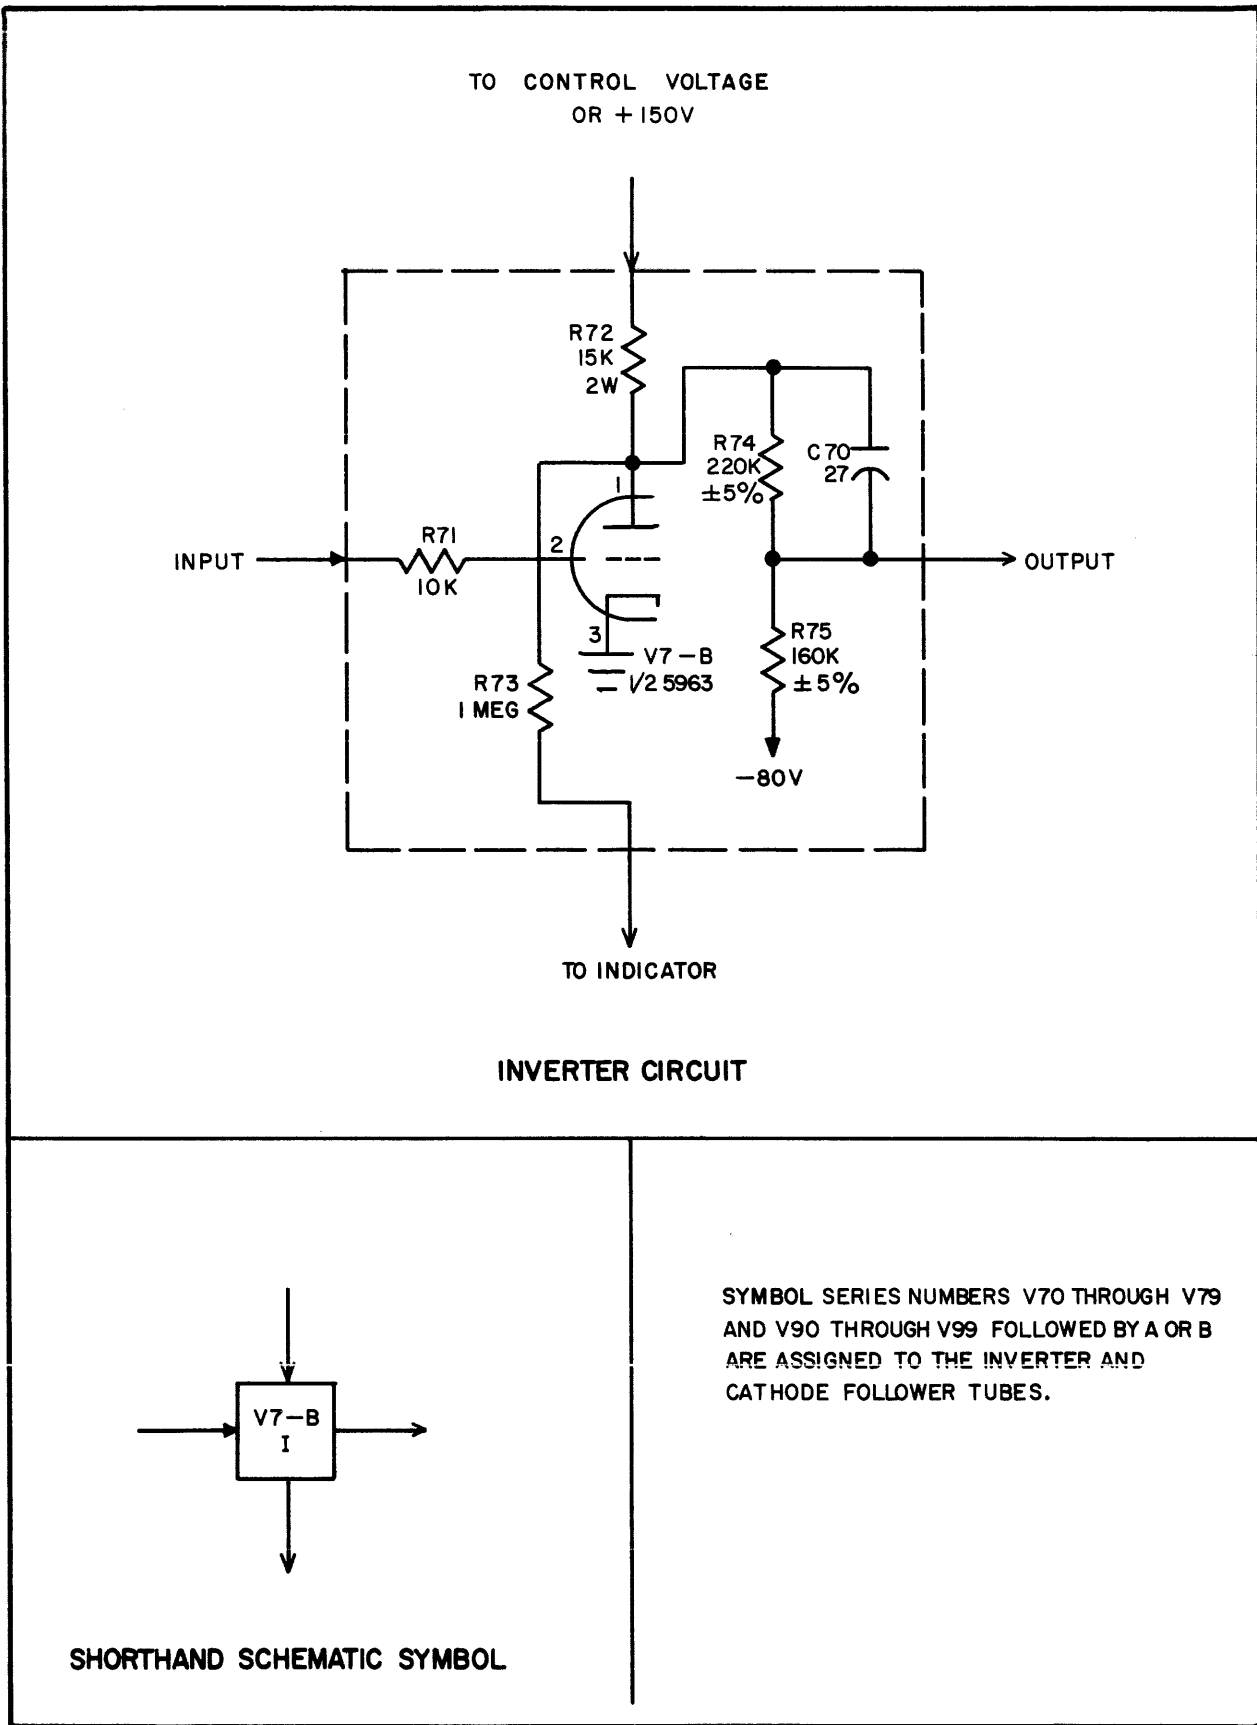 TO CONTROL VOLTAGE
OR +150V
R72
15K
2W
R74
220K
±5%
C70
27
1
R71
10K
2
INPUT
OUTPUT
3
V7-B
1/2 5963
R75
160K
±5%
R73
1 MEG
-80V
TO INDICATOR
INVERTER CIRCUIT
V7-B
I
SHORTHAND SCHEMATIC SYMBOL
SYMBOL SERIES NUMBERS V70 THROUGH V79
AND V90 THROUGH V99 FOLLOWED BY A OR B
ARE ASSIGNED TO THE INVERTER AND
CATHODE FOLLOWER TUBES.